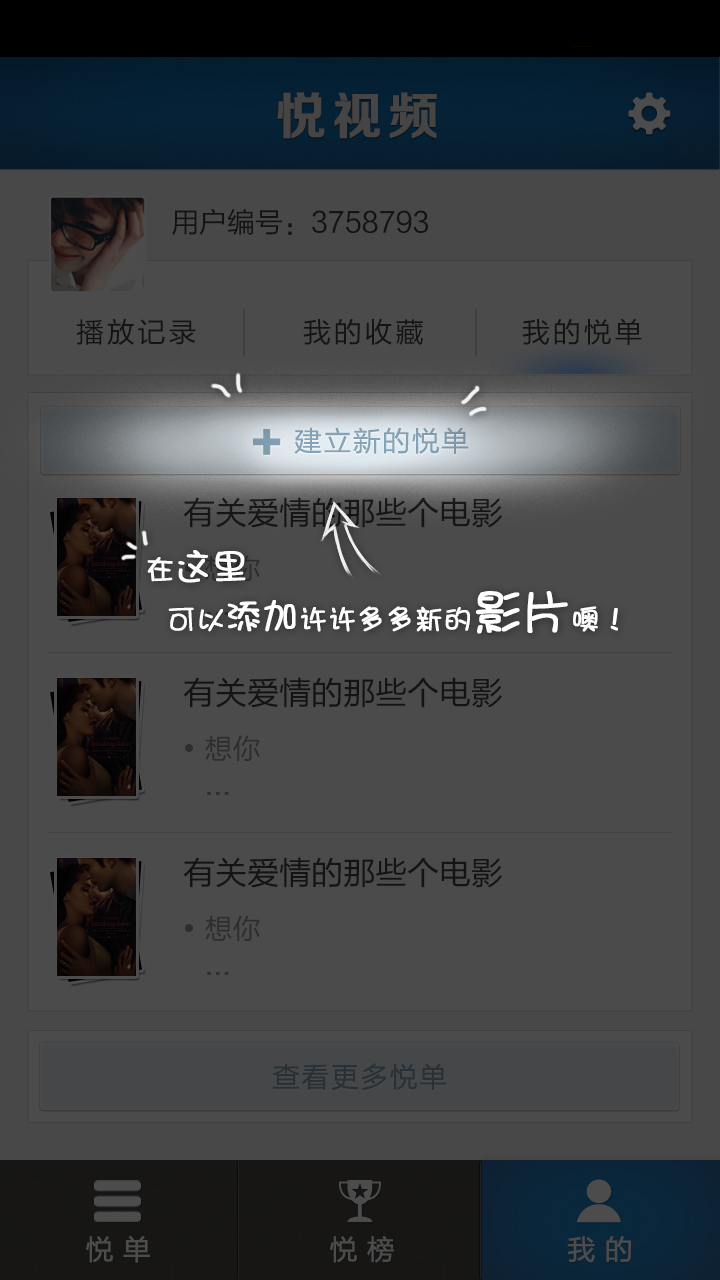 悦视频
用户编号：3758793
播放记录 我的收藏 我的悦单
建立新的悦单
有关爱情的那些个电影
在这里
可以添加许许多多新的影片噢！
有关爱情的那些个电影
• 想你
...
有关爱情的那些个电影
• 想你
...
查看更多悦单
悦单 悦榜 我的